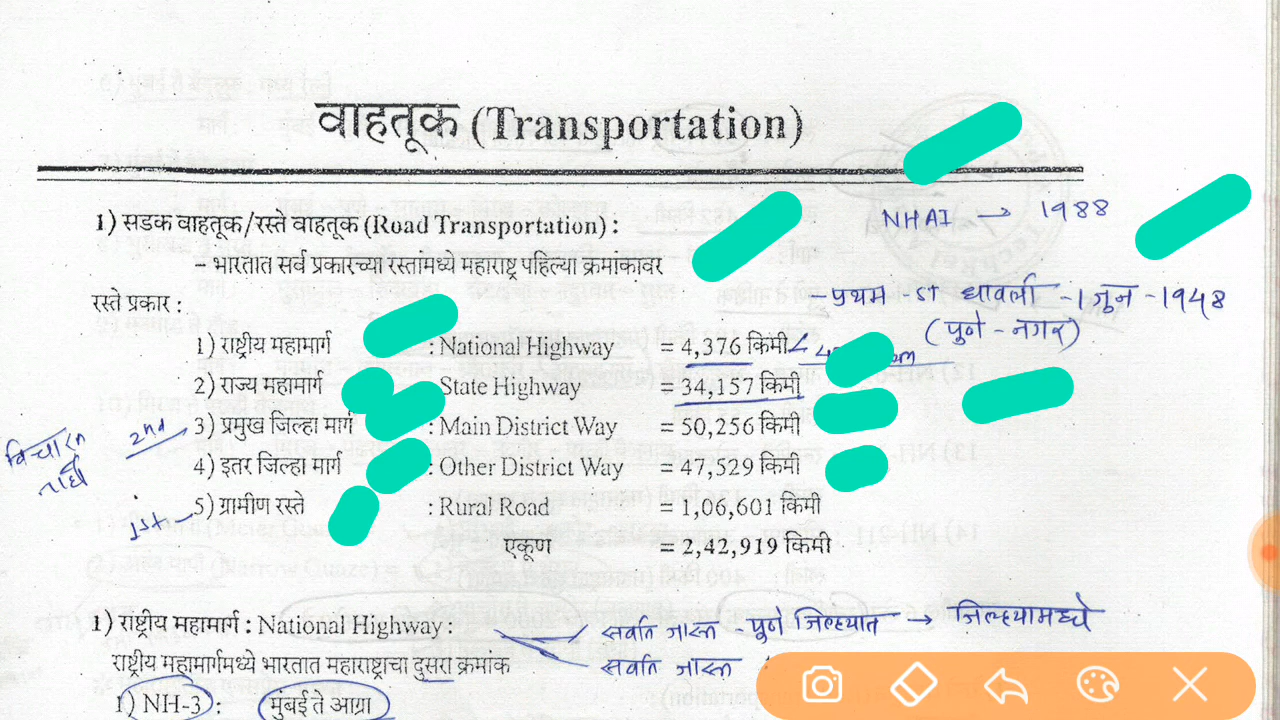 वाहतूक (Transportation)
1) सडक वाहतूक/रस्ते वाहतूक (Road Transportation) :
NHAI → 1988
– भारतात सर्व प्रकारच्या रस्तांमध्ये महाराष्ट्र पहिल्या क्रमांकावर
– प्रथम - ST धावली - 1 जुन - 1948
(पुणे - नगर)
रस्ते प्रकार :
1) राष्ट्रीय महामार्ग : National Highway = 4,376 किमी
2) राज्य महामार्ग State Highway = 34,157 किमी
2nd 3) प्रमुख जिल्हा मार्ग : Main District Way = 50,256 किमी
4) इतर जिल्हा मार्ग : Other District Way = 47,529 किमी
1st 5) ग्रामीण रस्ते : Rural Road = 1,06,601 किमी
एकूण = 2,42,919 किमी
1) राष्ट्रीय महामार्ग : National Highway :
सर्वात जास्त - पुणे जिल्ह्यात → जिल्ह्यामध्ये
राष्ट्रीय महामार्गमध्ये भारतात महाराष्ट्राचा दुसरा क्रमांक
सर्वात जास्त
1) NH-3 : मुंबई ते आग्रा